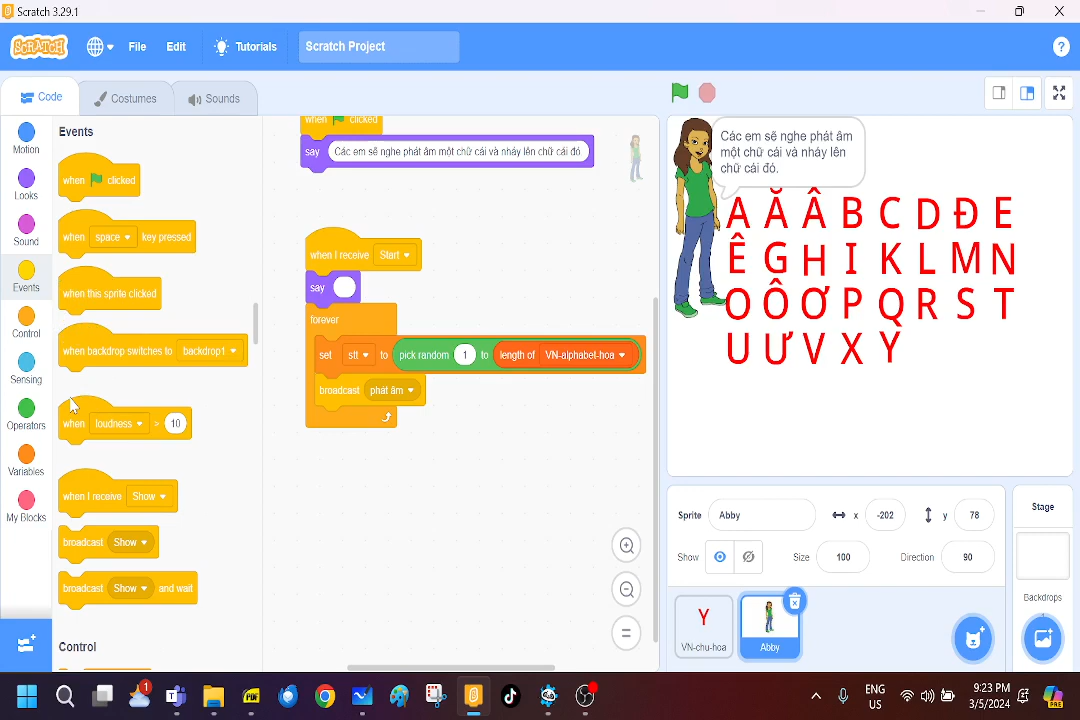 Scratch 3.29.1
SCRATCH
File
Edit
Tutorials
Scratch Project
?
Code
Costumes
Sounds
Motion
Looks
Sound
Events
Control
Sensing
Operators
Variables
My Blocks
Events
when clicked
when space key pressed
when this sprite clicked
when backdrop switches to backdrop1
when loudness > 10
when I receive Show
broadcast Show
broadcast Show and wait
Control
when clicked
say Các em sẽ nghe phát âm một chữ cái và nháy lên chữ cái đó
when I receive Start
say
forever
set stt to pick random 1 to length of VN-alphabet-hoa
broadcast phát âm
Các em sẽ nghe phát âm
một chữ cái và nháy lên
chữ cái đó.
A Ă Â B C D Đ E
Ê G H I K L M N
O Ô Ơ P Q R S T
U Ư V X Y
Sprite Abby x -202 y 78
Show Size 100 Direction 90
Y
VN-chu-hoa
Abby
Stage
Backdrops
1
PDF
ENG
US
9:23 PM
3/5/2024
PRE